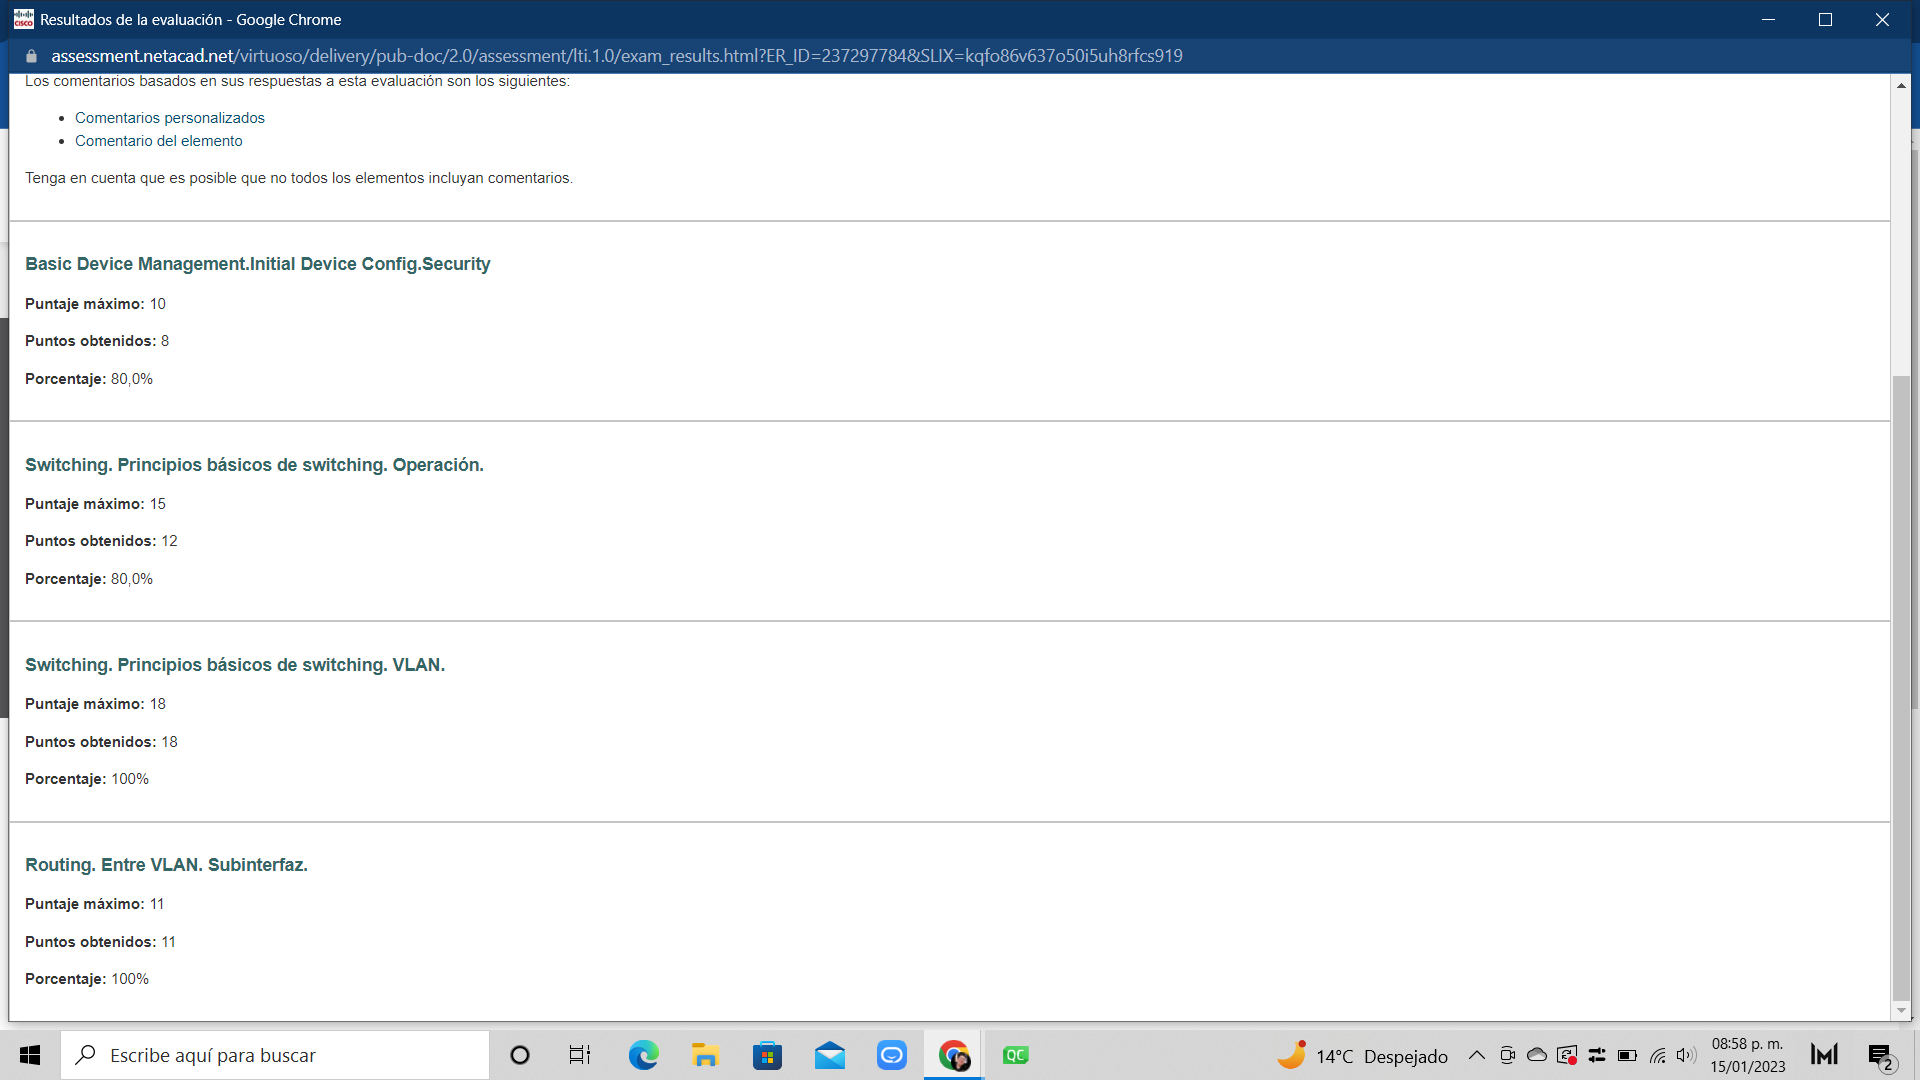 Resultados de la evaluación - Google Chrome
assessment.netacad.net/virtuoso/delivery/pub-doc/2.0/assessment/lti.1.0/exam_results.html?ER_ID=237297784&SLIX=kqfo86v637o50i5uh8rfcs919
Los comentarios basados en sus respuestas a esta evaluación son los siguientes:
Comentarios personalizados
Comentario del elemento
Tenga en cuenta que es posible que no todos los elementos incluyan comentarios.
Basic Device Management.Initial Device Config.Security
Puntaje máximo: 10
Puntos obtenidos: 8
Porcentaje: 80,0%
Switching. Principios básicos de switching. Operación.
Puntaje máximo: 15
Puntos obtenidos: 12
Porcentaje: 80,0%
Switching. Principios básicos de switching. VLAN.
Puntaje máximo: 18
Puntos obtenidos: 18
Porcentaje: 100%
Routing. Entre VLAN. Subinterfaz.
Puntaje máximo: 11
Puntos obtenidos: 11
Porcentaje: 100%
Escribe aquí para buscar
QC
14°C Despejado
08:58 p. m.
15/01/2023
2